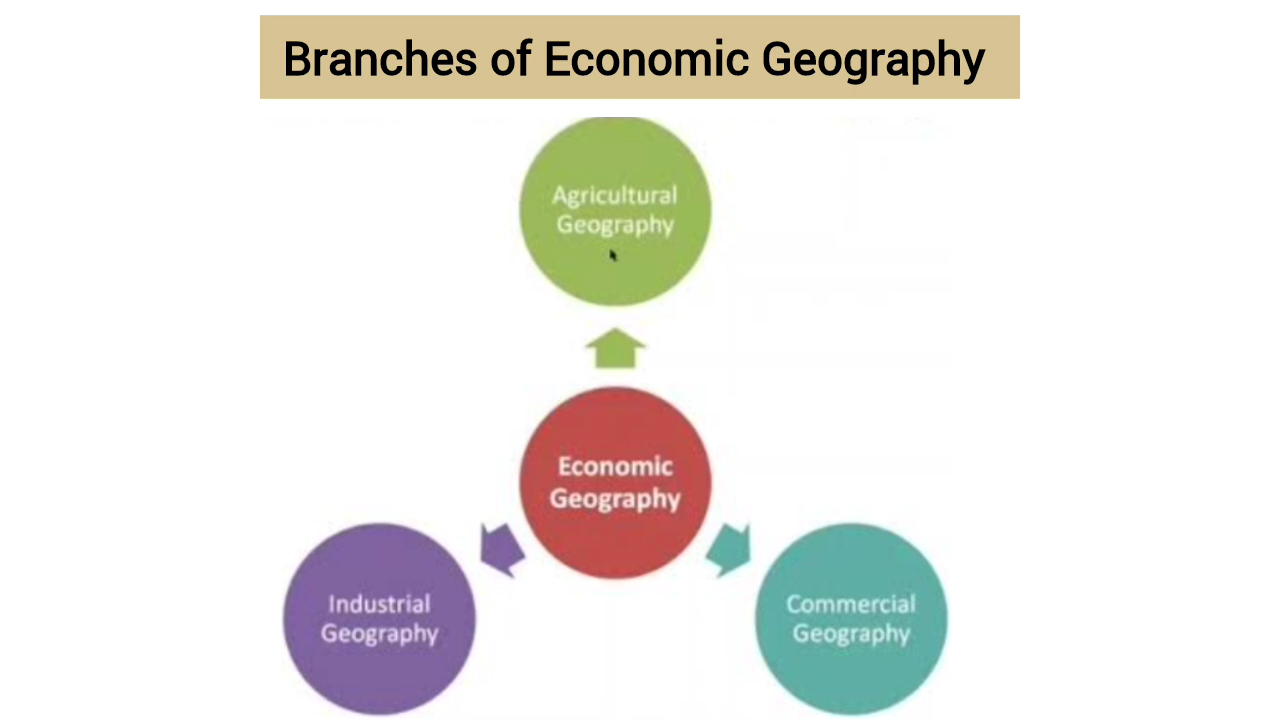 Branches of Economic Geography
Agricultural
Geography
Economic
Geography
Industrial
Geography
Commercial
Geography